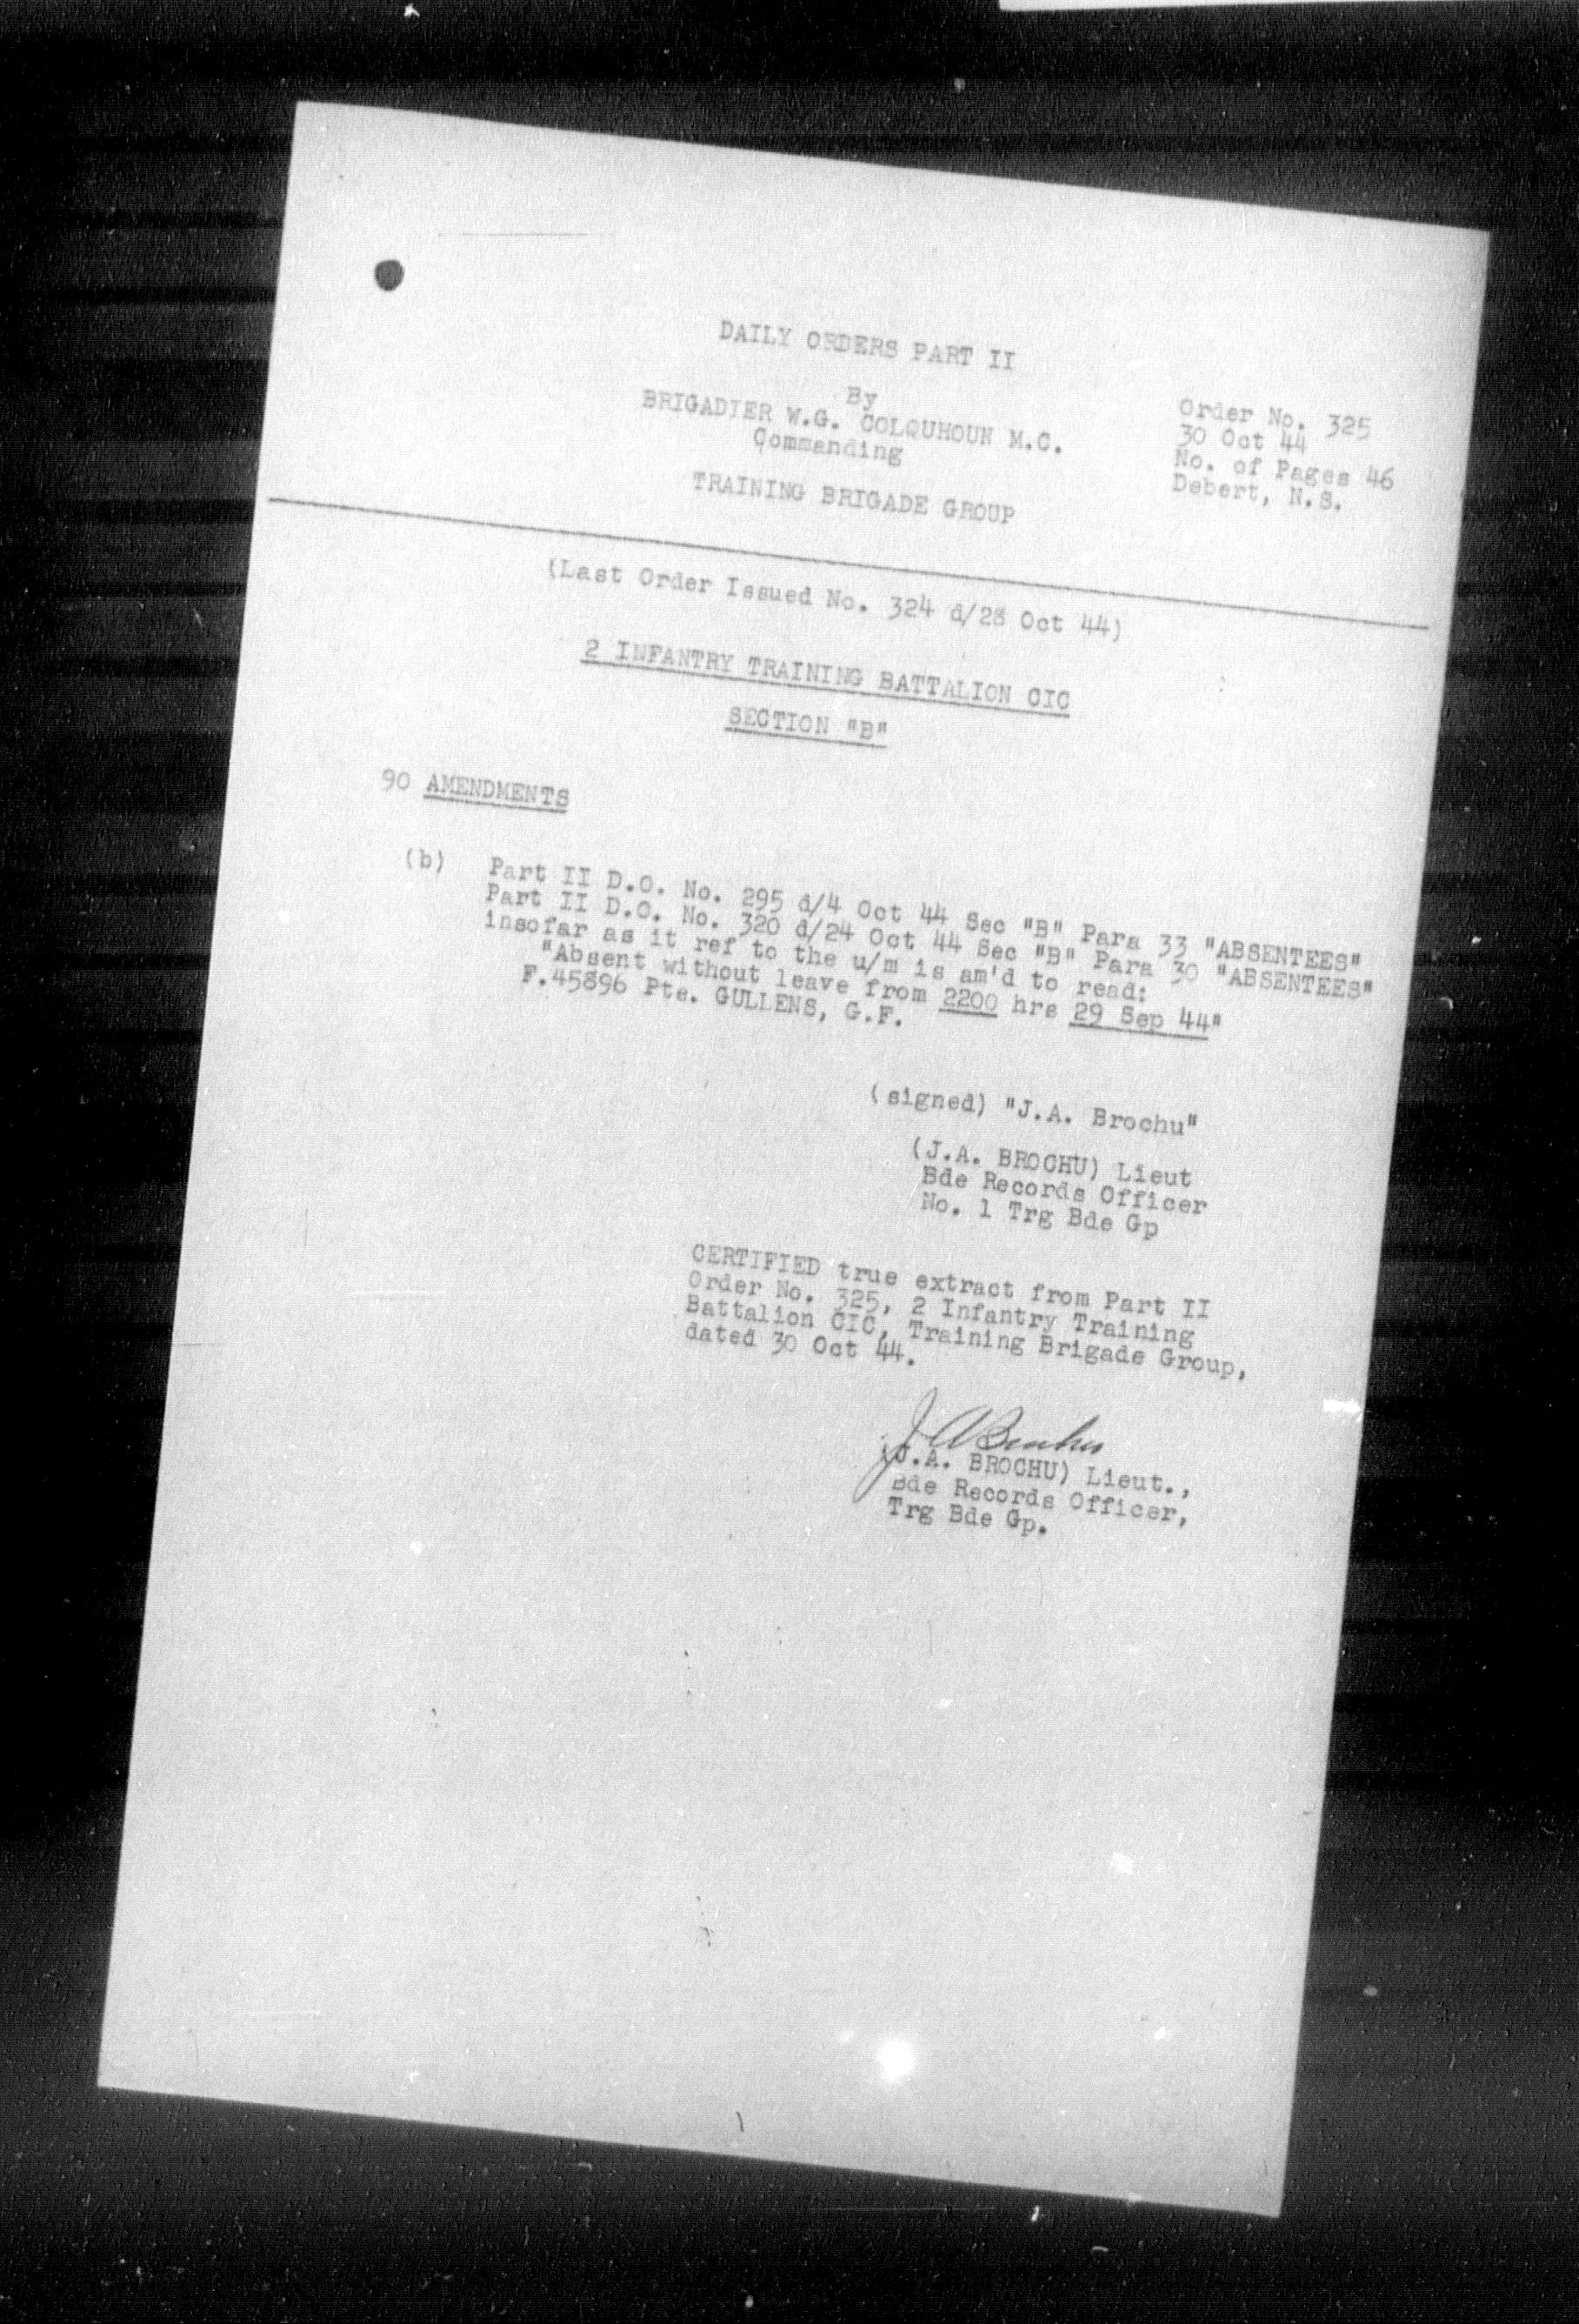 DAILY ORDERS PART II
By
BRIGADIER W.G. COLQUHOUN M.C.
Commanding
TRAINING BRIGADE GROUP
Order No. 325
30 Oct 44
No. of Pages 46
Debert, N.S.
(Last Order Issued No. 324 d/28 Oct 44)
2 INFANTRY TRAINING BATTALION CIC
SECTION "B"
90 AMENDMENTS
(b) Part II D.O. No. 295 d/4 Oct 44 Sec "B" Para 33 "ABSENTEES"
Part II D.O. No. 320 d/24 Oct 44 Sec "B" Para 30 "ABSENTEES"
insofar as it ref to the u/m is am'd to read:
"Absent without leave from 2200 hrs 29 Sep 44"
F.45896 Pte. GULLENS, G.F.
(signed) "J.A. Brochu"
(J.A. BROCHU) Lieut
Bde Records Officer
No. 1 Trg Bde Gp
CERTIFIED true extract from Part II
Order No. 325, 2 Infantry Training
Battalion CIC, Training Brigade Group,
dated 30 Oct 44.
J A Brochu
(J.A. BROCHU) Lieut.,
Bde Records Officer,
Trg Bde Gp.